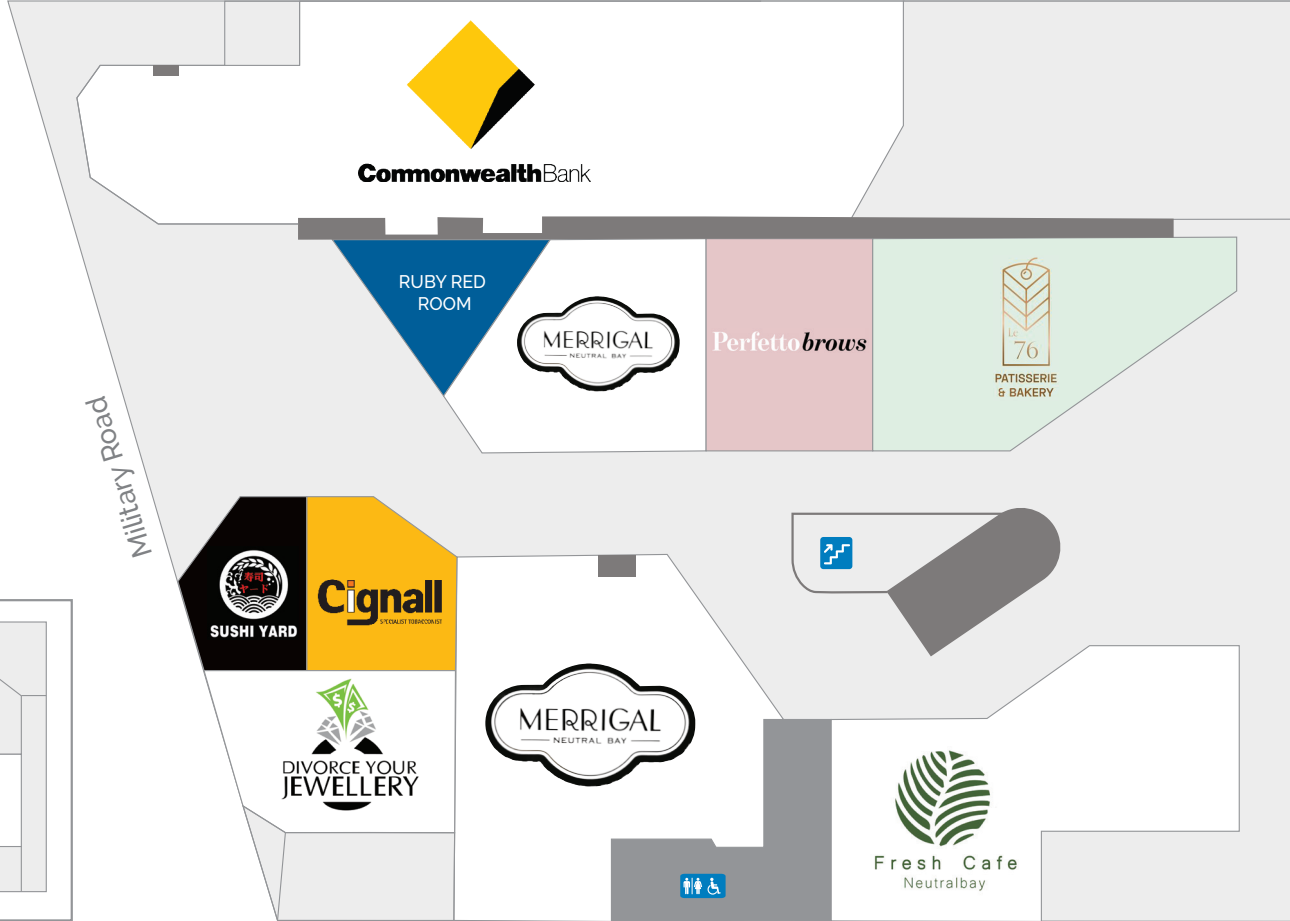 CommonwealthBank
RUBY RED
ROOM
MERRIGAL
NEUTRAL BAY
Perfetto brows
Le
76
PATISSERIE
& BAKERY
Military Road
寿司
ヤード
SUSHI YARD
Cignall
SPECIALIST TOBACCONIST
$ $
DIVORCE YOUR
JEWELLERY
MERRIGAL
NEUTRAL BAY
Fresh Cafe
Neutralbay